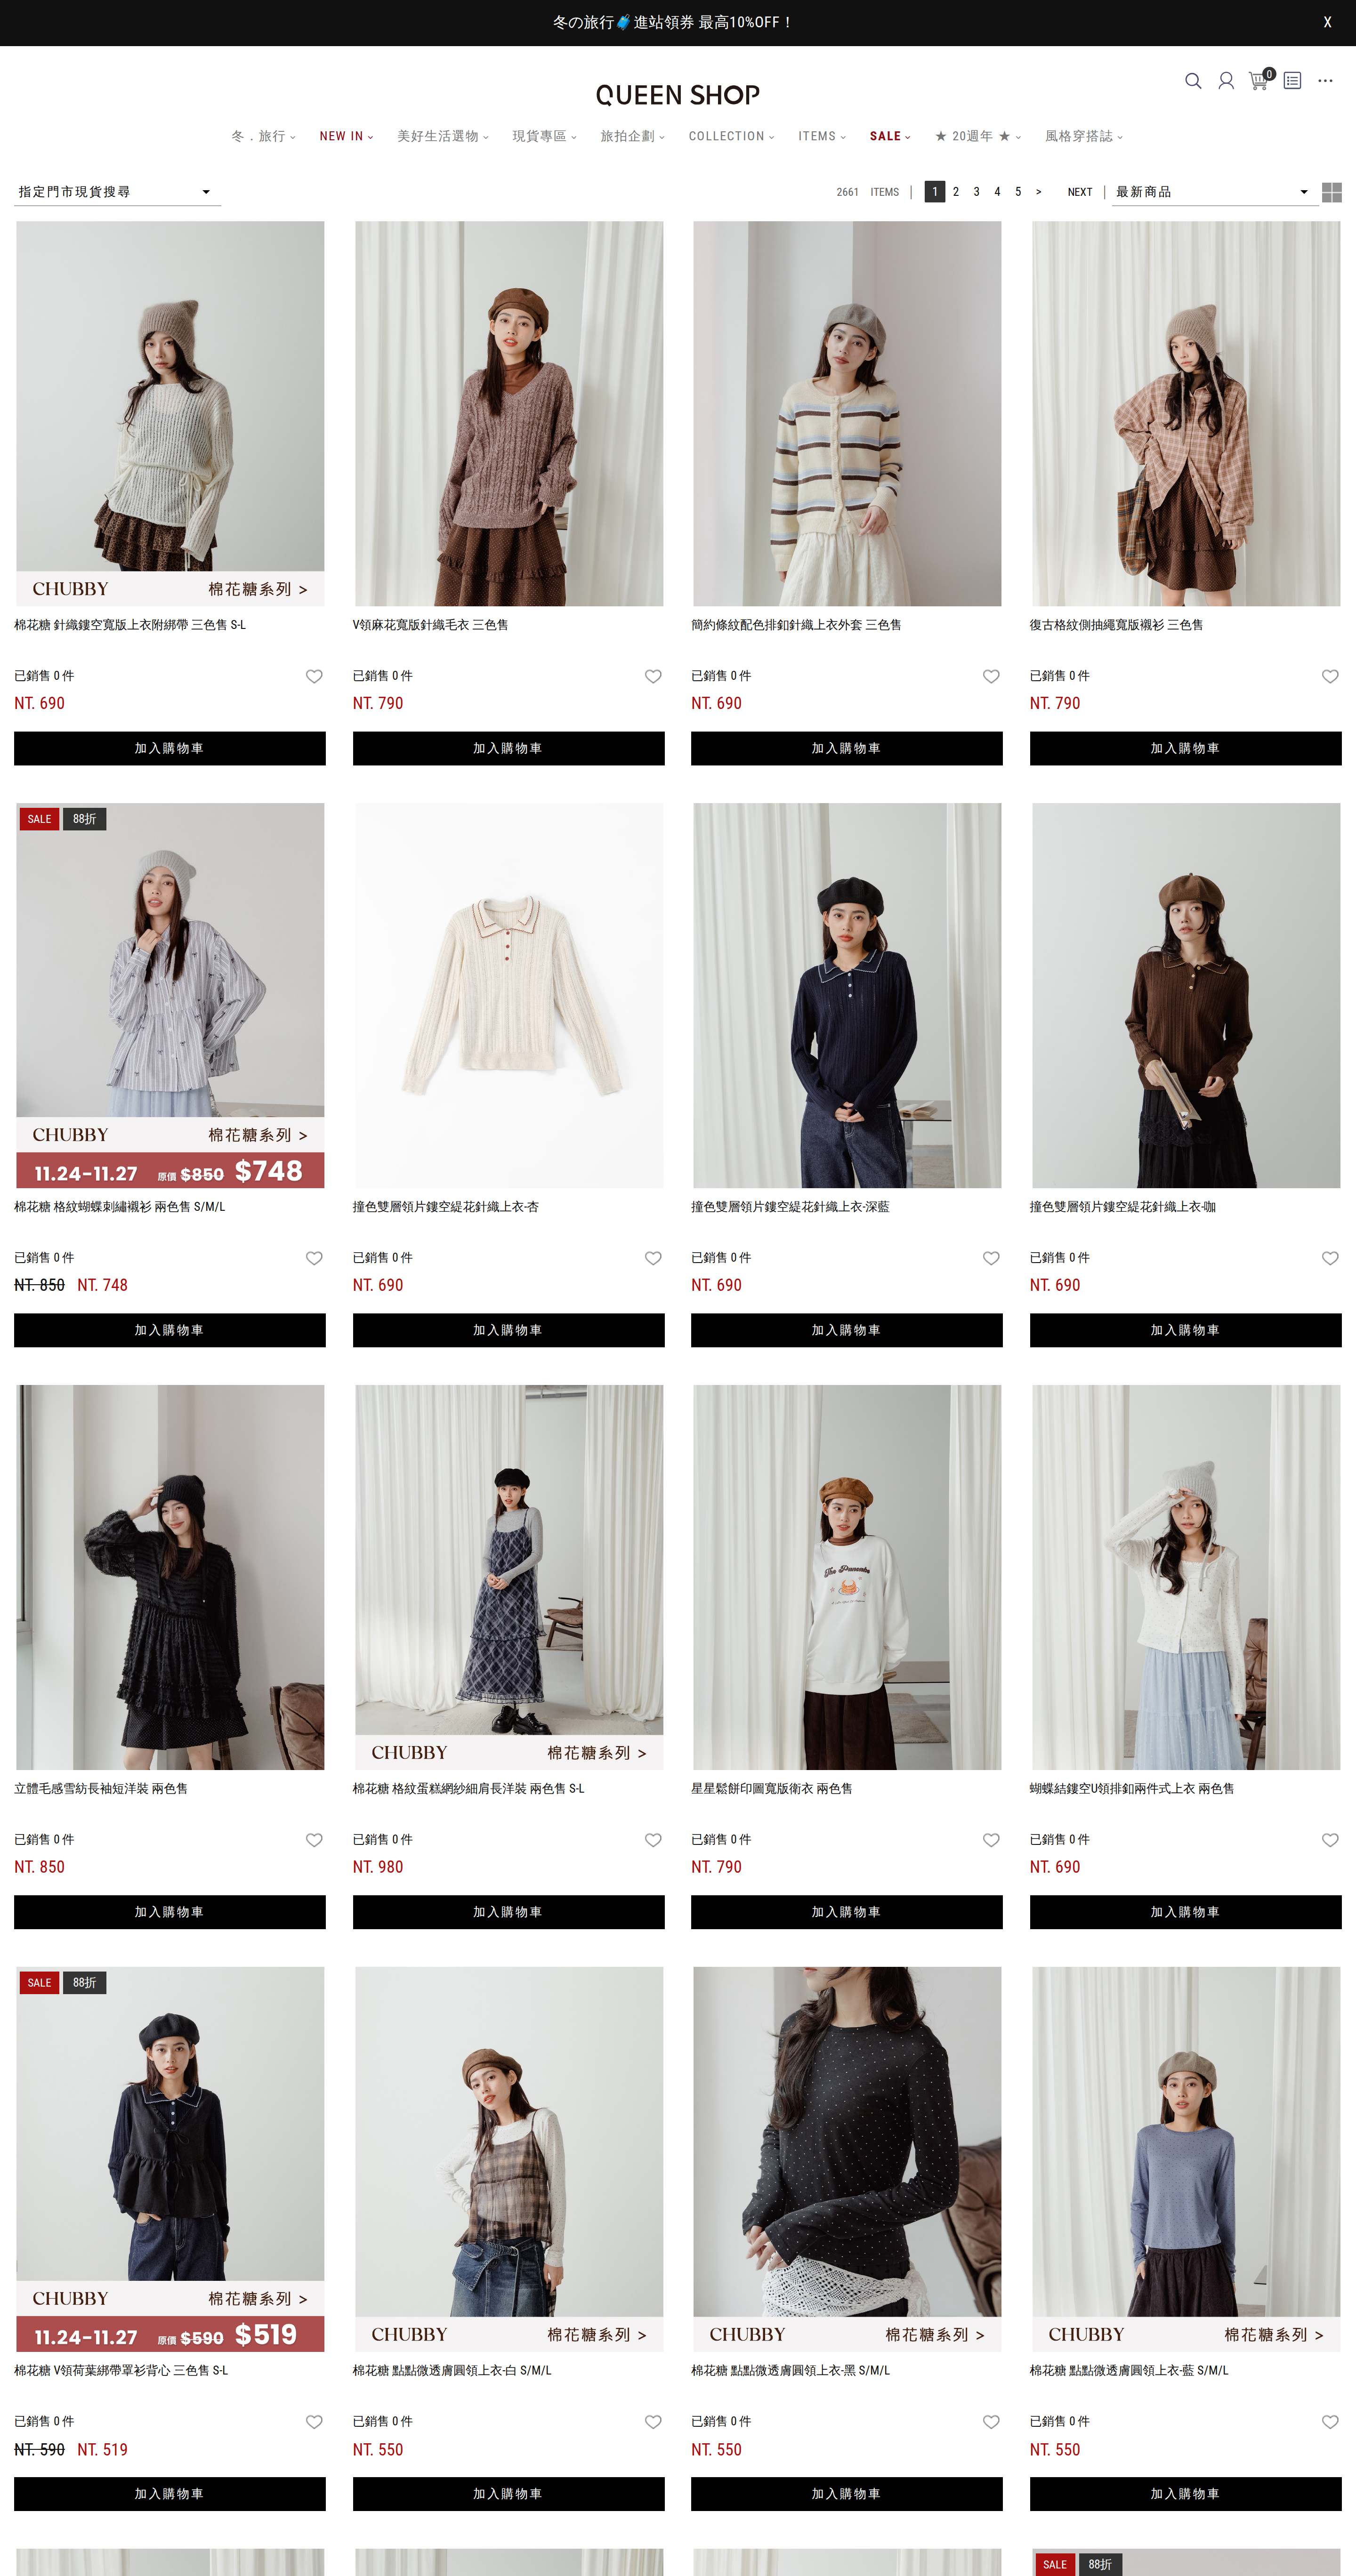 冬の旅行🧳進站領券 最高10%OFF！ X
0
QUEEN SHOP
冬．旅行 NEW IN 美好生活選物 現貨專區 旅拍企劃 COLLECTION ITEMS SALE ★ 20週年 ★ 風格穿搭誌
指定門市現貨搜尋 2661 ITEMS | 1 2 3 4 5 > NEXT | 最新商品
CHUBBY 棉花糖系列 >
棉花糖 針織鏤空寬版上衣附綁帶 三色售 S-L
已銷售 0 件
NT. 690
加入購物車
V領麻花寬版針織毛衣 三色售
已銷售 0 件
NT. 790
加入購物車
簡約條紋配色排釦針織上衣外套 三色售
已銷售 0 件
NT. 690
加入購物車
復古格紋側抽繩寬版襯衫 三色售
已銷售 0 件
NT. 790
加入購物車
SALE 88折
CHUBBY 棉花糖系列 >
11.24-11.27 原價 $850 $748
棉花糖 格紋蝴蝶刺繡襯衫 兩色售 S/M/L
已銷售 0 件
NT. 850 NT. 748
加入購物車
撞色雙層領片鏤空緹花針織上衣-杏
已銷售 0 件
NT. 690
加入購物車
撞色雙層領片鏤空緹花針織上衣-深藍
已銷售 0 件
NT. 690
加入購物車
撞色雙層領片鏤空緹花針織上衣-咖
已銷售 0 件
NT. 690
加入購物車
立體毛感雪紡長袖短洋裝 兩色售
已銷售 0 件
NT. 850
加入購物車
CHUBBY 棉花糖系列 >
棉花糖 格紋蛋糕網紗細肩長洋裝 兩色售 S-L
已銷售 0 件
NT. 980
加入購物車
The Pancake
星星鬆餅印圖寬版衛衣 兩色售
已銷售 0 件
NT. 790
加入購物車
蝴蝶結鏤空U領排釦兩件式上衣 兩色售
已銷售 0 件
NT. 690
加入購物車
SALE 88折
CHUBBY 棉花糖系列 >
11.24-11.27 原價 $590 $519
棉花糖 V領荷葉綁帶罩衫背心 三色售 S-L
已銷售 0 件
NT. 590 NT. 519
加入購物車
CHUBBY 棉花糖系列 >
棉花糖 點點微透膚圓領上衣-白 S/M/L
已銷售 0 件
NT. 550
加入購物車
CHUBBY 棉花糖系列 >
棉花糖 點點微透膚圓領上衣-黑 S/M/L
已銷售 0 件
NT. 550
加入購物車
CHUBBY 棉花糖系列 >
棉花糖 點點微透膚圓領上衣-藍 S/M/L
已銷售 0 件
NT. 550
加入購物車
SALE 88折